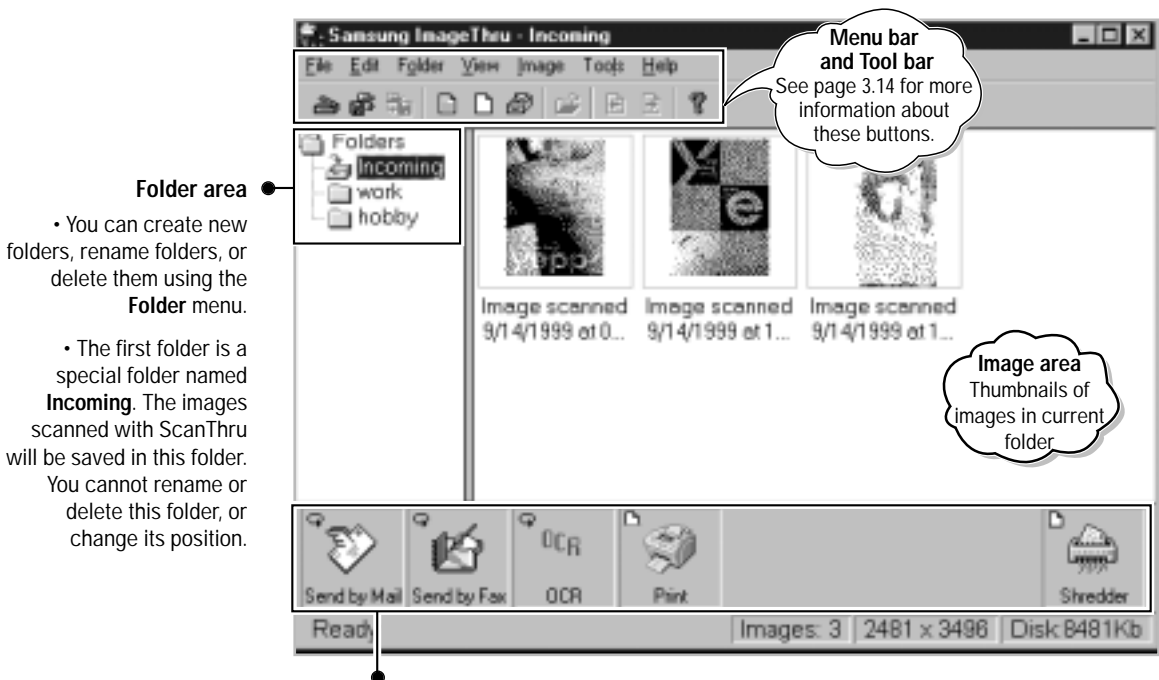 Samsung ImageThru - Incoming
File Edit Folder View Image Tools Help
Menu bar
and Tool bar
See page 3.14 for more
information about
these buttons.
Folders
Incoming
work
hobby
Folder area
• You can create new
folders, rename folders, or
delete them using the
Folder menu.
• The first folder is a
special folder named
Incoming. The images
scanned with ScanThru
will be saved in this folder.
You cannot rename or
delete this folder, or
change its position.
yepp
Y
e
Image scanned
9/14/1999 at 0...
Image scanned
9/14/1999 at 1...
Image scanned
9/14/1999 at 1...
Image area
Thumbnails of
images in current
folder
OCR
Send by Mail
Send by Fax
OCR
Print
Shredder
Ready
Images: 3
2481 x 3496
Disk:8481Kb